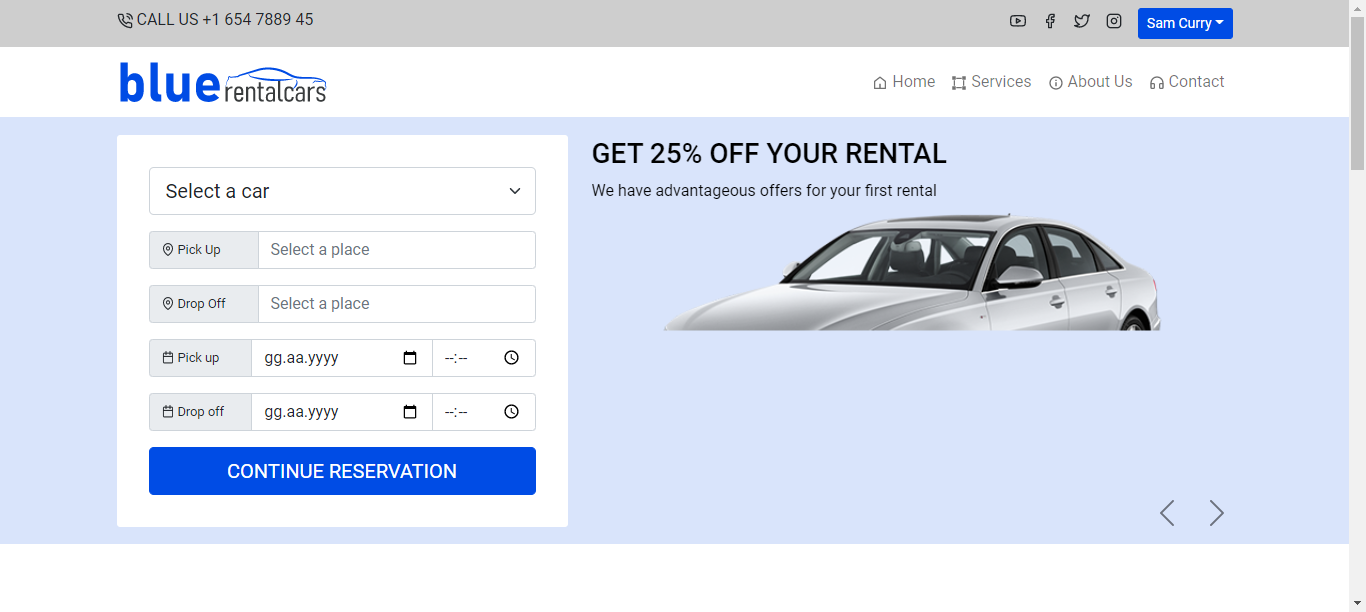 CALL US +1 654 7889 45
Sam Curry
blue rentalcars
Home
Services
About Us
Contact
Select a car
Pick Up
Select a place
Drop Off
Select a place
Pick up
gg.aa.yyyy
--:--
Drop off
gg.aa.yyyy
--:--
CONTINUE RESERVATION
GET 25% OFF YOUR RENTAL
We have advantageous offers for your first rental